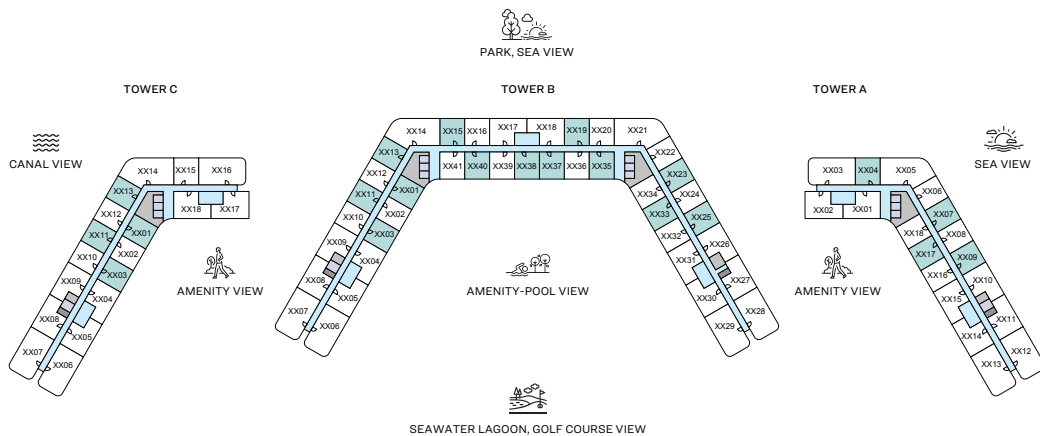 PARK, SEA VIEW
TOWER C
TOWER B
TOWER A
CANAL VIEW
SEA VIEW
XX14
XX15
XX16
XX13
XX12
XX11
XX10
XX09
XX08
XX07
XX18
XX17
XX01
XX02
XX03
XX04
XX05
XX06
AMENITY VIEW
XX14
XX15
XX16
XX17
XX18
XX19
XX20
XX21
XX13
XX12
XX11
XX10
XX09
XX08
XX07
XX41
XX40
XX39
XX38
XX37
XX36
XX35
XX01
XX02
XX03
XX04
XX05
XX06
XX22
XX23
XX24
XX25
XX26
XX27
XX28
XX34
XX33
XX32
XX31
XX30
XX29
AMENITY-POOL VIEW
XX03
XX04
XX05
XX02
XX01
XX06
XX07
XX08
XX09
XX10
XX11
XX12
XX18
XX17
XX16
XX15
XX14
XX13
AMENITY VIEW
SEAWATER LAGOON, GOLF COURSE VIEW